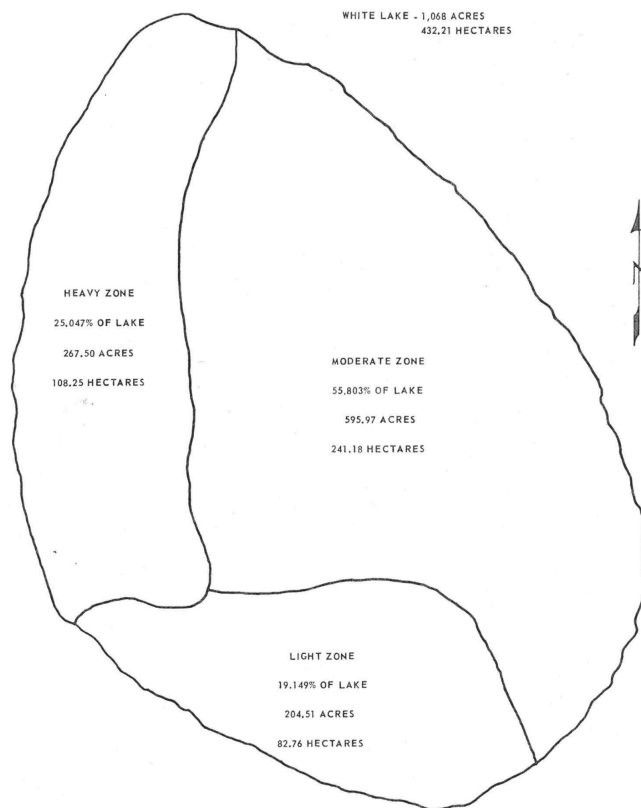 WHITE LAKE - 1,068 ACRES
432.21 HECTARES
HEAVY ZONE
25.047% OF LAKE
267.50 ACRES
108.25 HECTARES
MODERATE ZONE
55.803% OF LAKE
595.97 ACRES
241.18 HECTARES
N
LIGHT ZONE
19.149% OF LAKE
204.51 ACRES
82.76 HECTARES